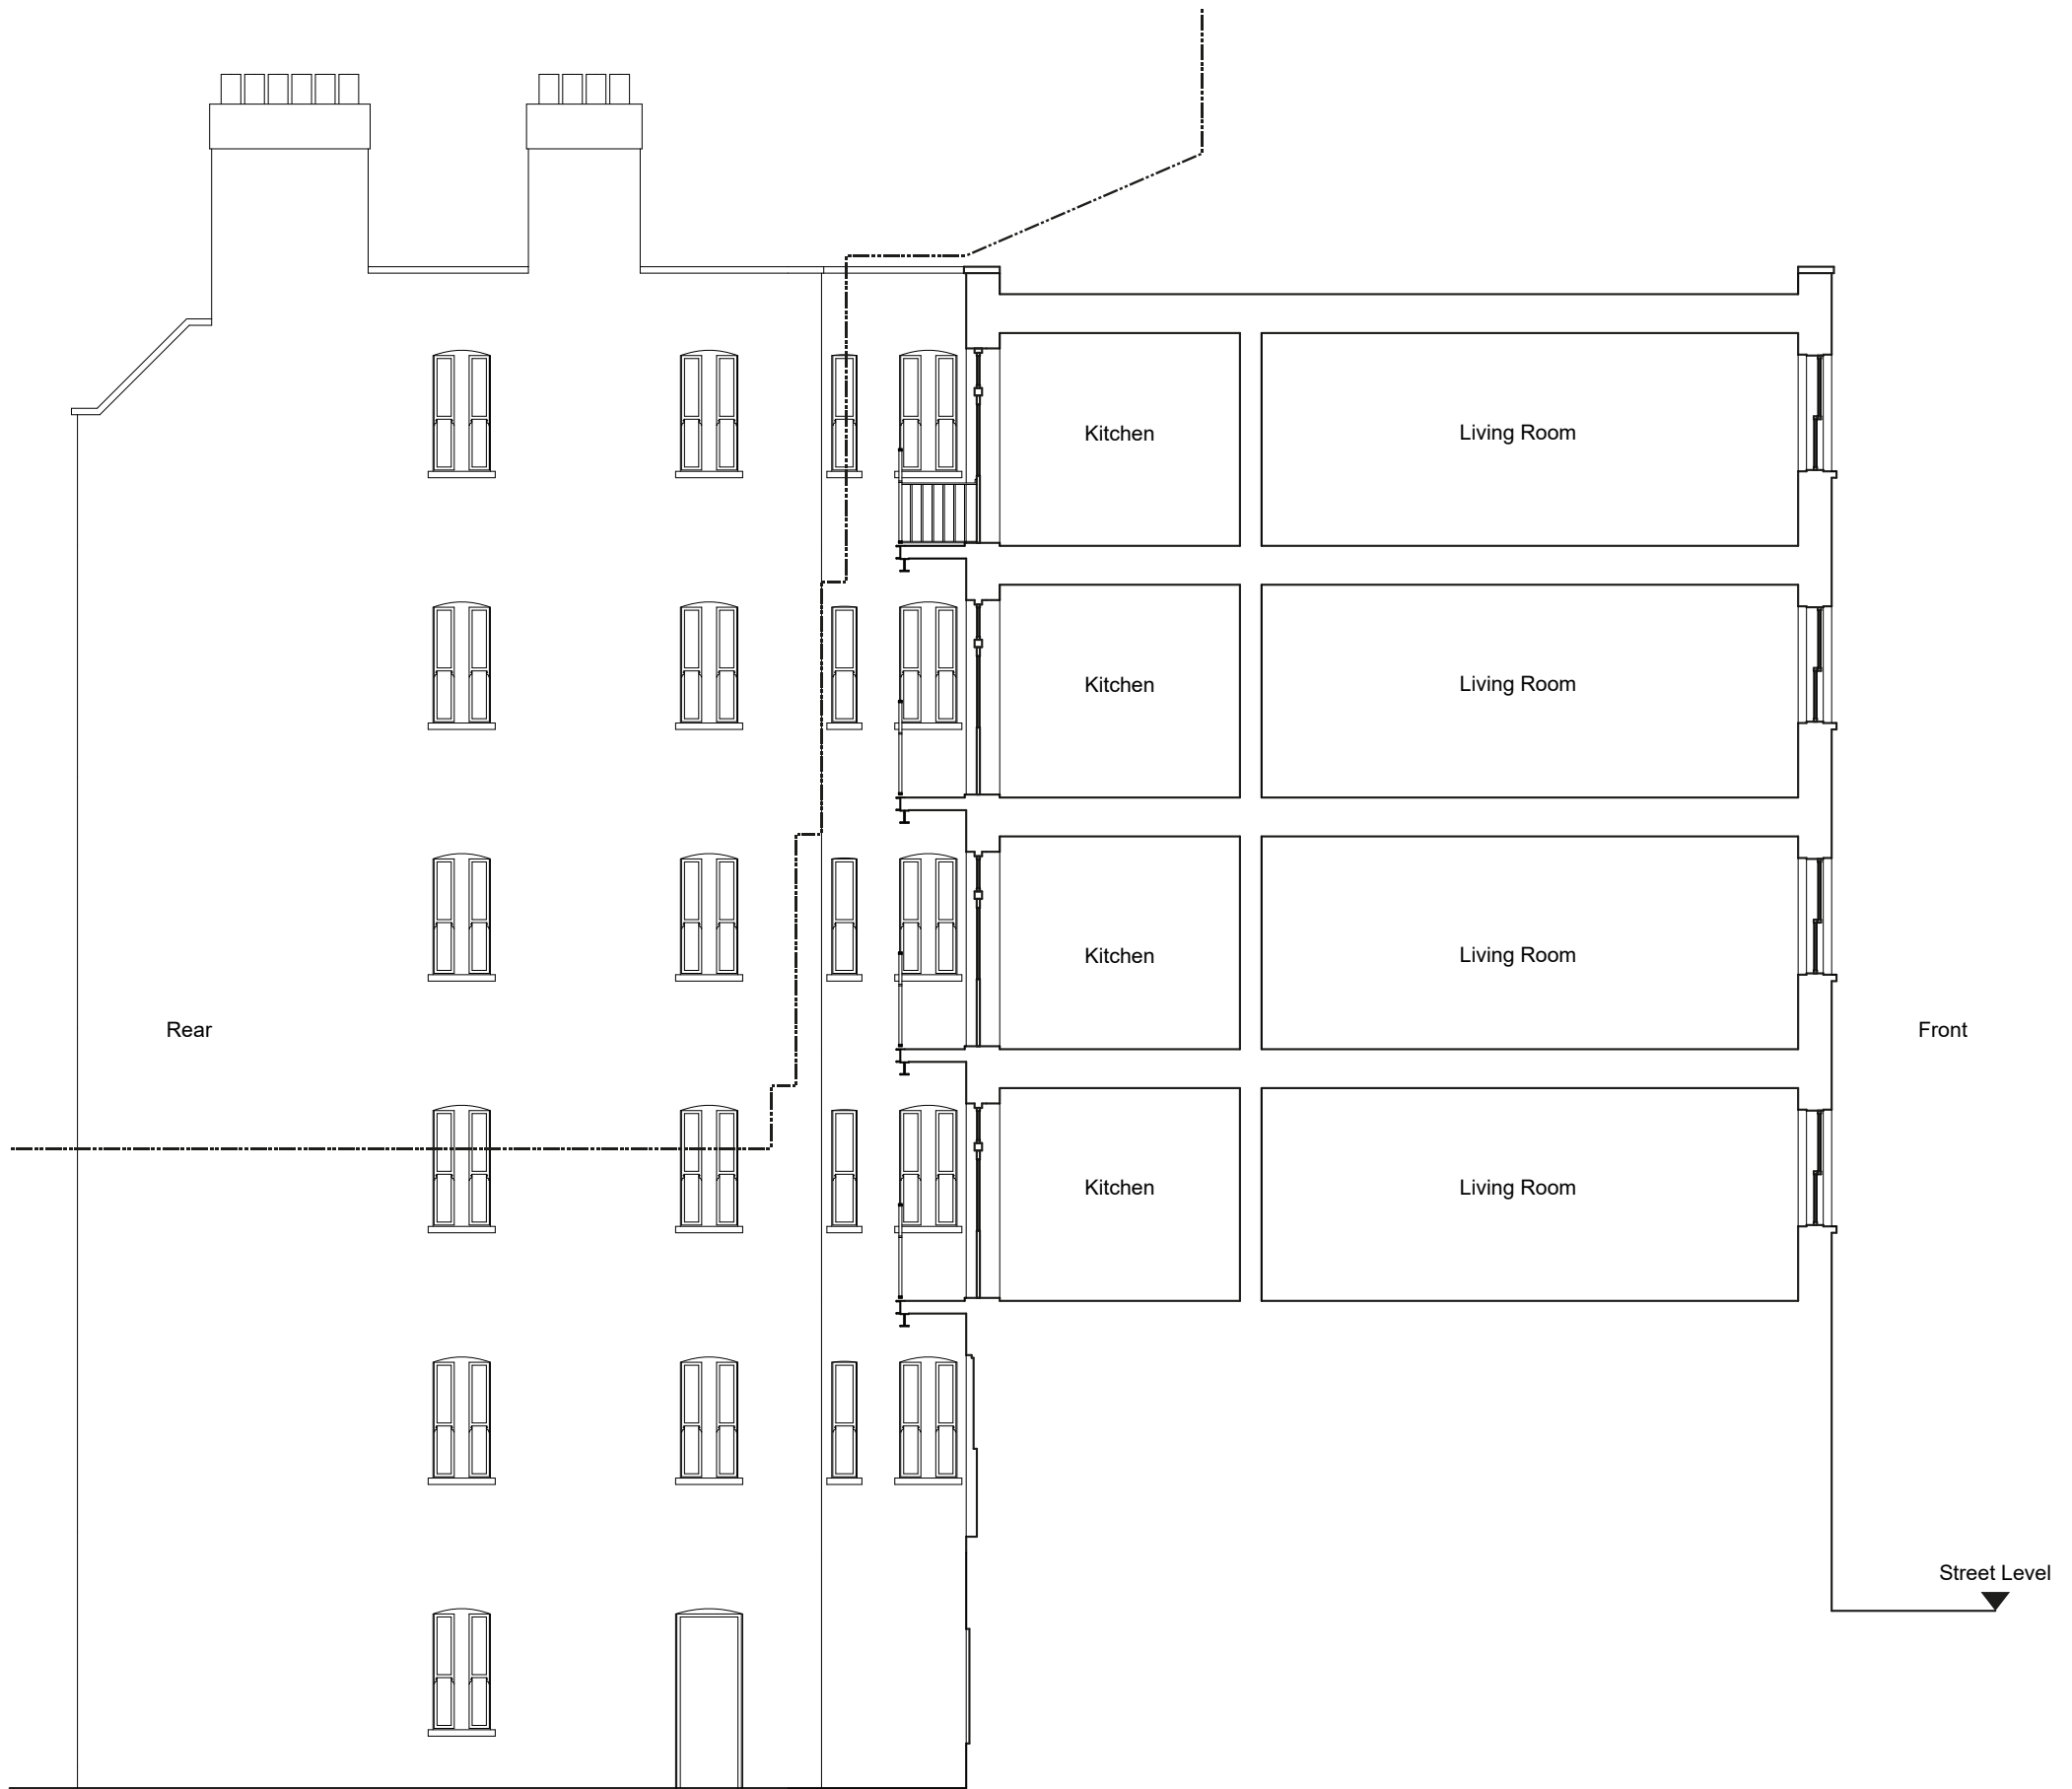 Kitchen
Living Room
Kitchen
Living Room
Kitchen
Living Room
Rear
Front
Kitchen
Living Room
Street Level